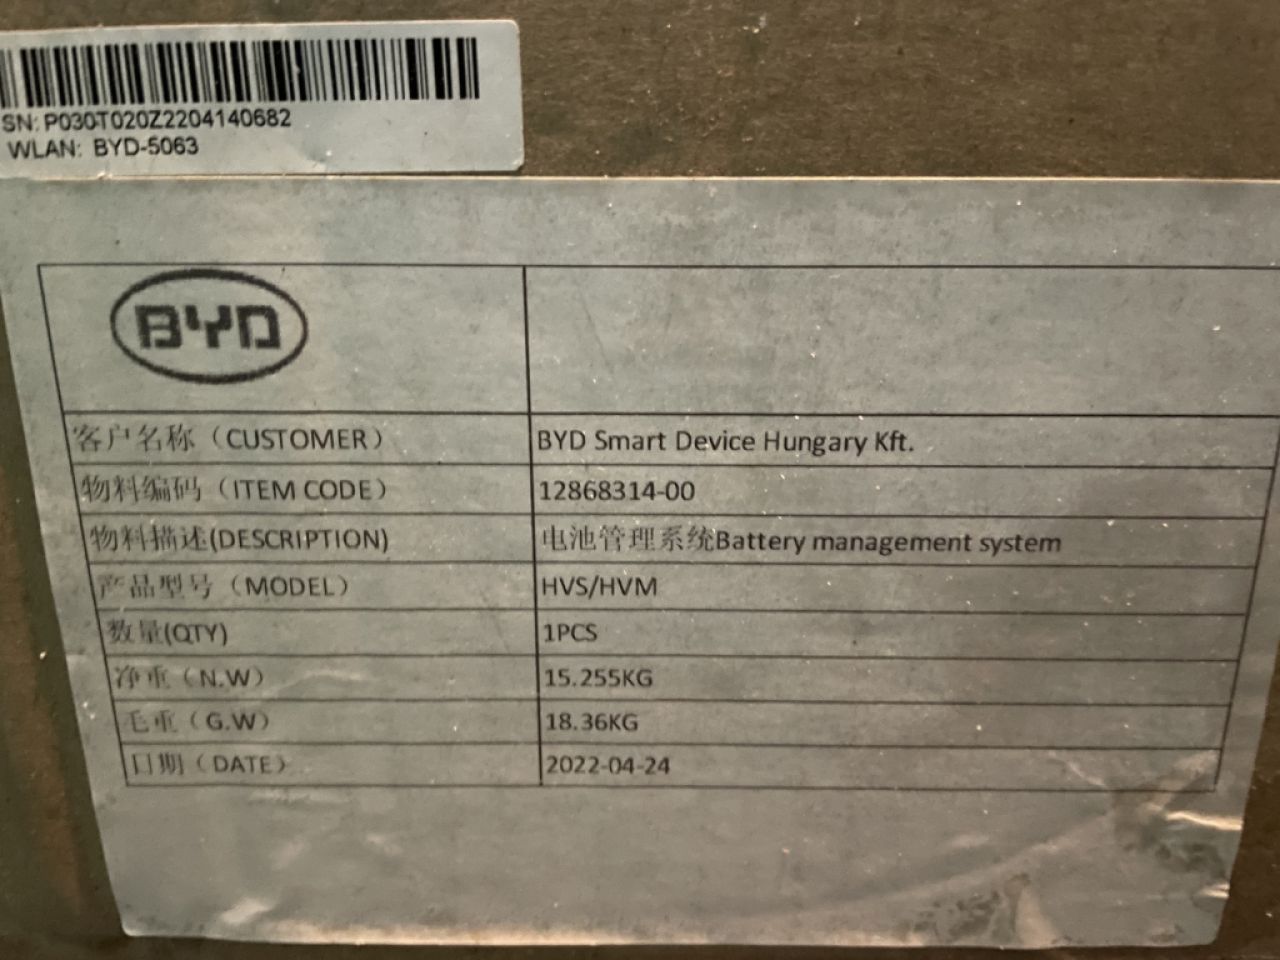 SN: P030T020Z2204140682
WLAN: BYD-5063
BYD
客户名称（CUSTOMER） BYD Smart Device Hungary Kft.
物料编码（ITEM CODE） 12868314-00
物料描述(DESCRIPTION) 电池管理系统Battery management system
产品型号（MODEL） HVS/HVM
数量(QTY) 1PCS
净重（N.W） 15.255KG
毛重（G.W） 18.36KG
日期（DATE） 2022-04-24